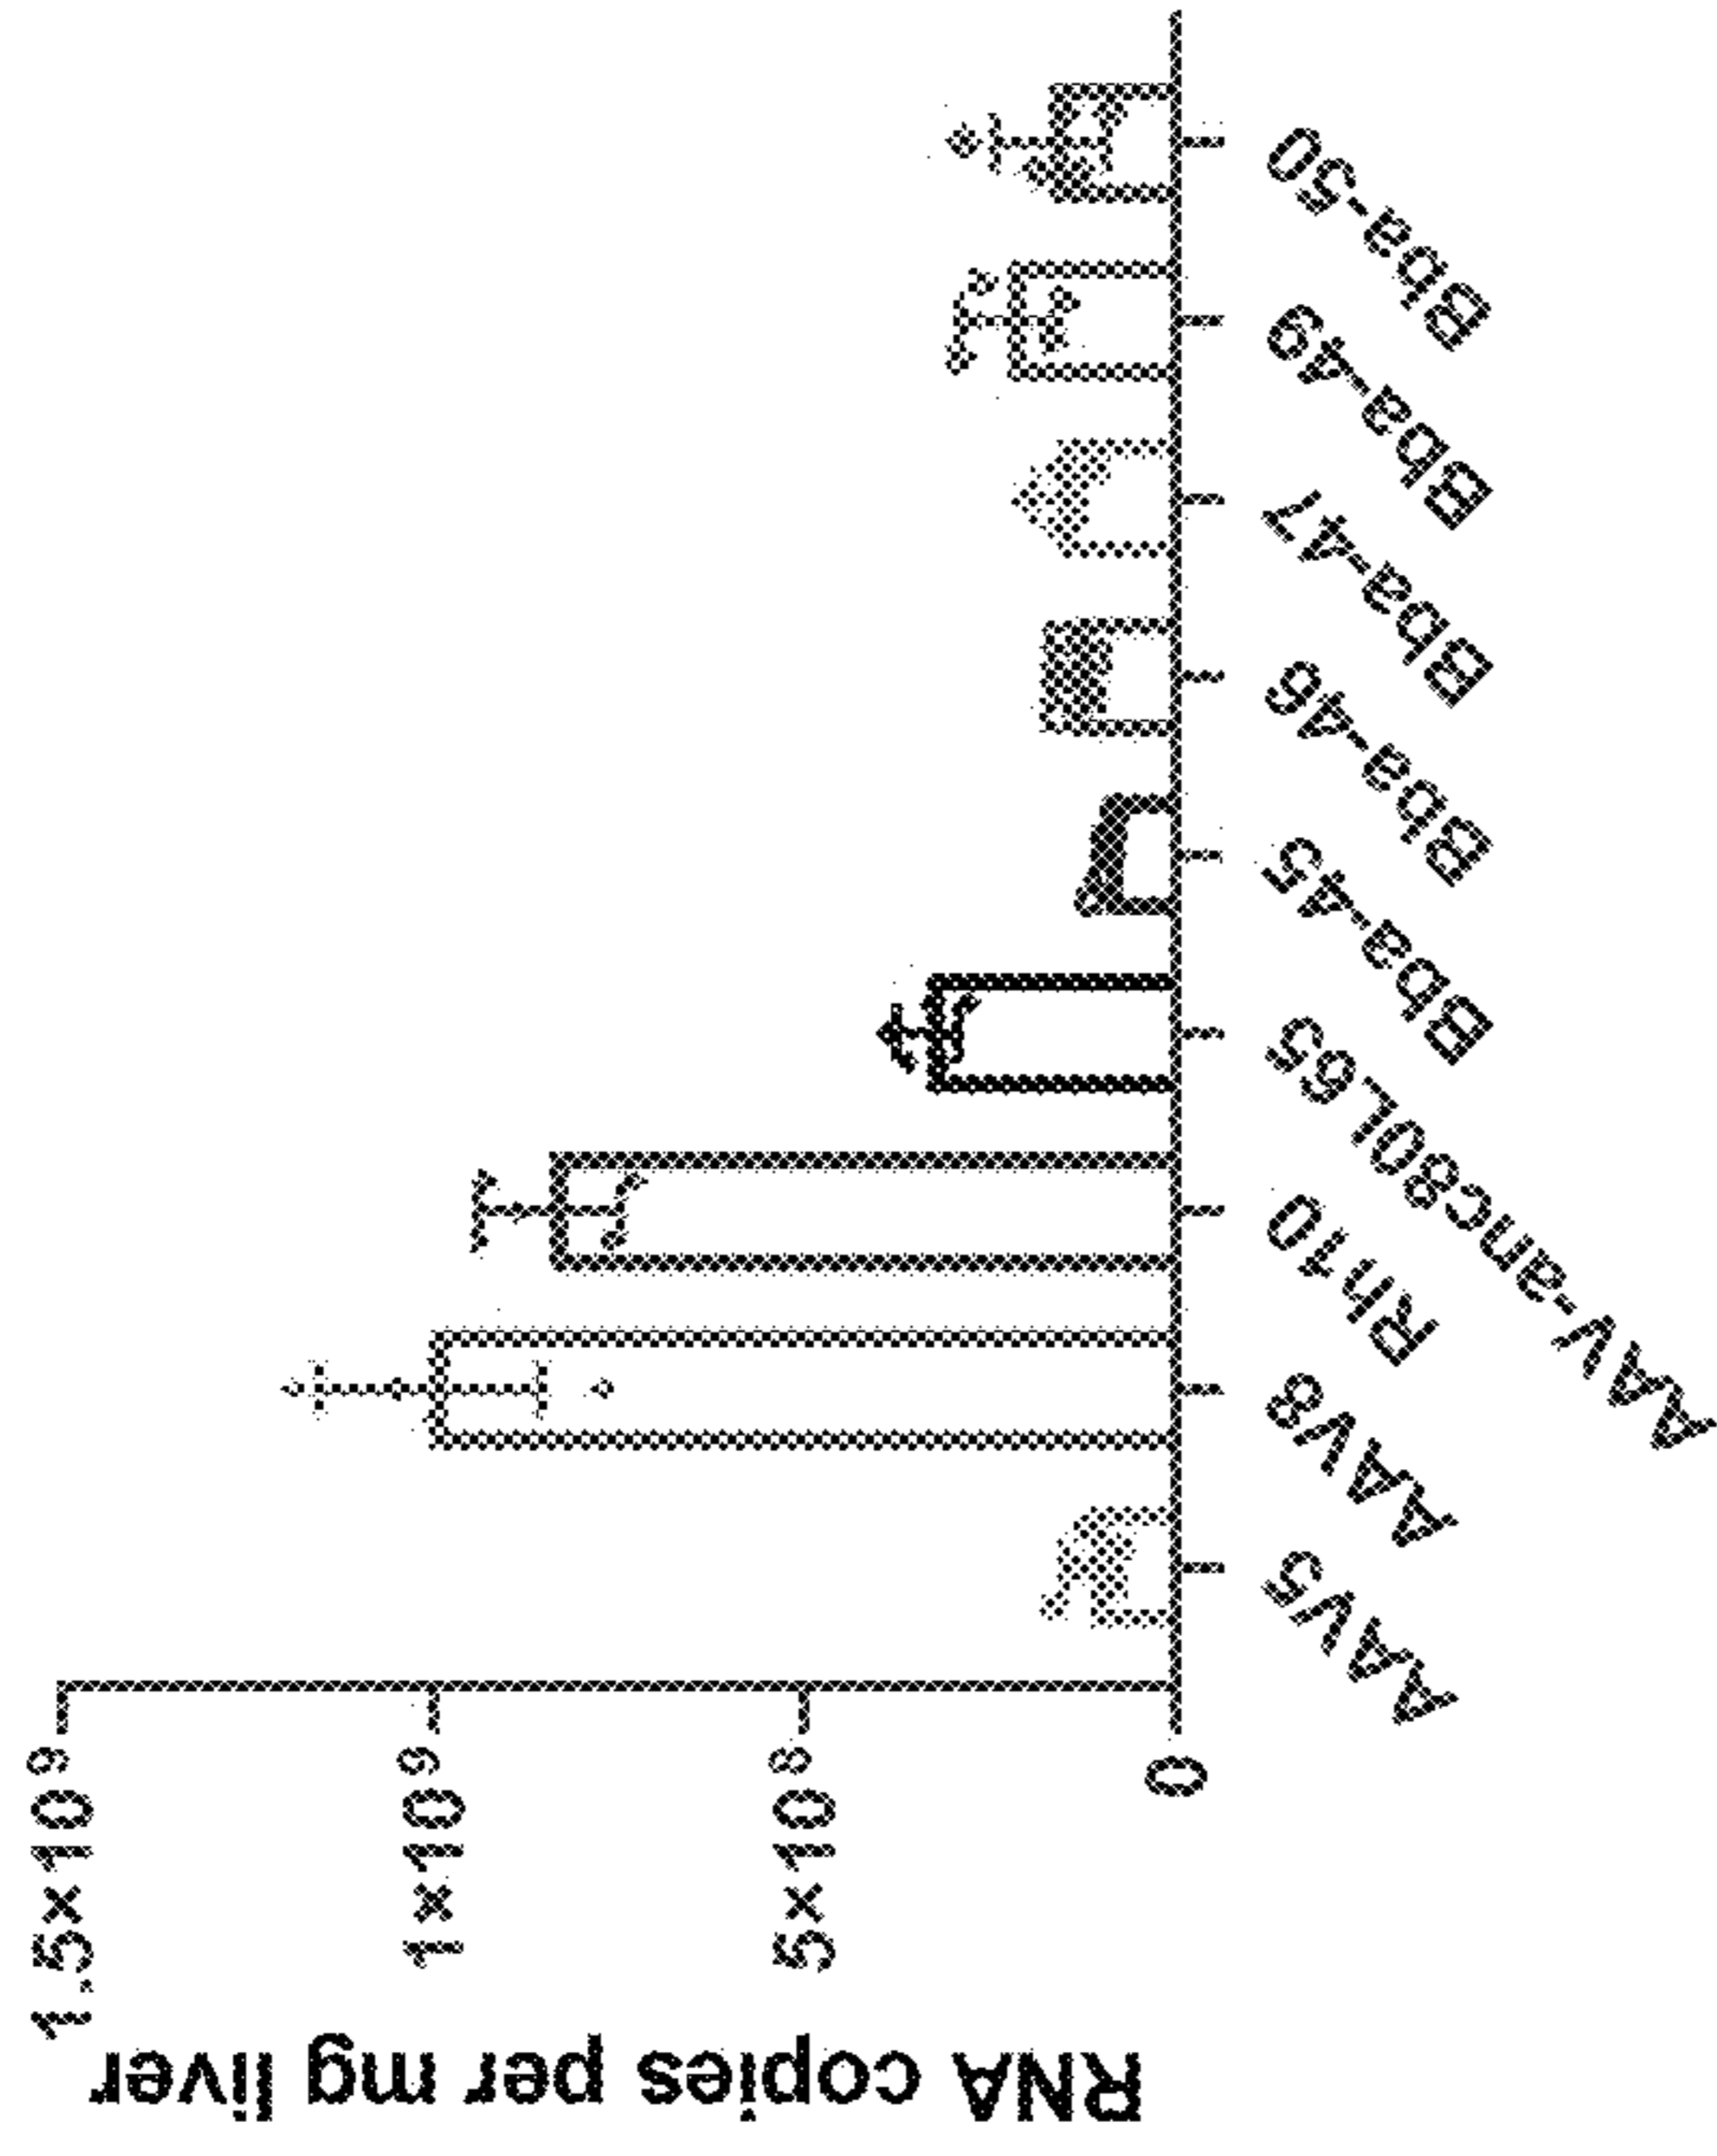 RNA copies per mg liver
1.5×10⁹
1×10⁹
5×10⁸
0
AAV5
AAV8
Rh10
AAV-anc80L65
Bba-45
Bba-46
Bba-47
Bba-49
Bba-50